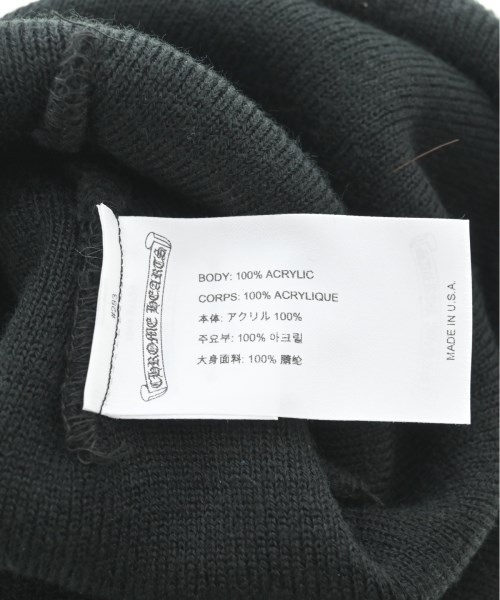 CHROME HEARTS
BODY: 100% ACRYLIC
CORPS: 100% ACRYLIQUE
本体: アクリル 100%
주요부: 100% 아크릴
大身面料: 100% 腈纶
MADE IN U.S.A.